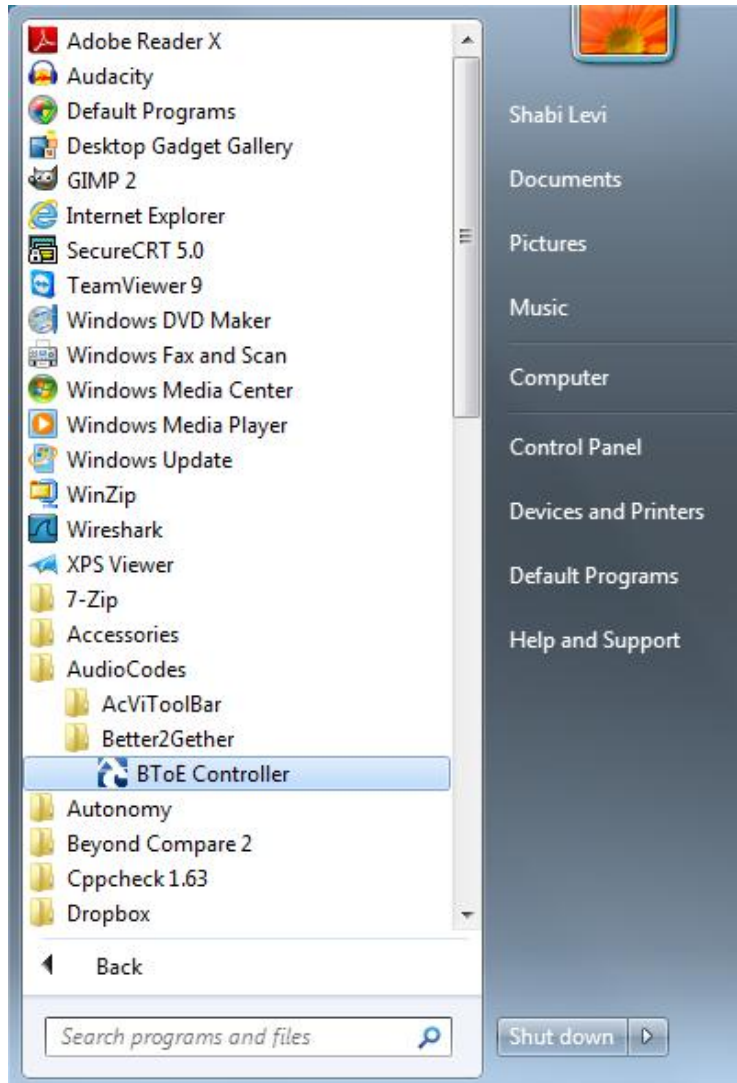 Adobe Reader X
Audacity
Default Programs
Desktop Gadget Gallery
GIMP 2
Internet Explorer
SecureCRT 5.0
TeamViewer 9
Windows DVD Maker
Windows Fax and Scan
Windows Media Center
Windows Media Player
Windows Update
WinZip
Wireshark
XPS Viewer
7-Zip
Accessories
AudioCodes
AcViToolBar
Better2Gether
BToE Controller
Autonomy
Beyond Compare 2
Cppcheck 1.63
Dropbox
Back
Search programs and files
Shabi Levi
Documents
Pictures
Music
Computer
Control Panel
Devices and Printers
Default Programs
Help and Support
Shut down